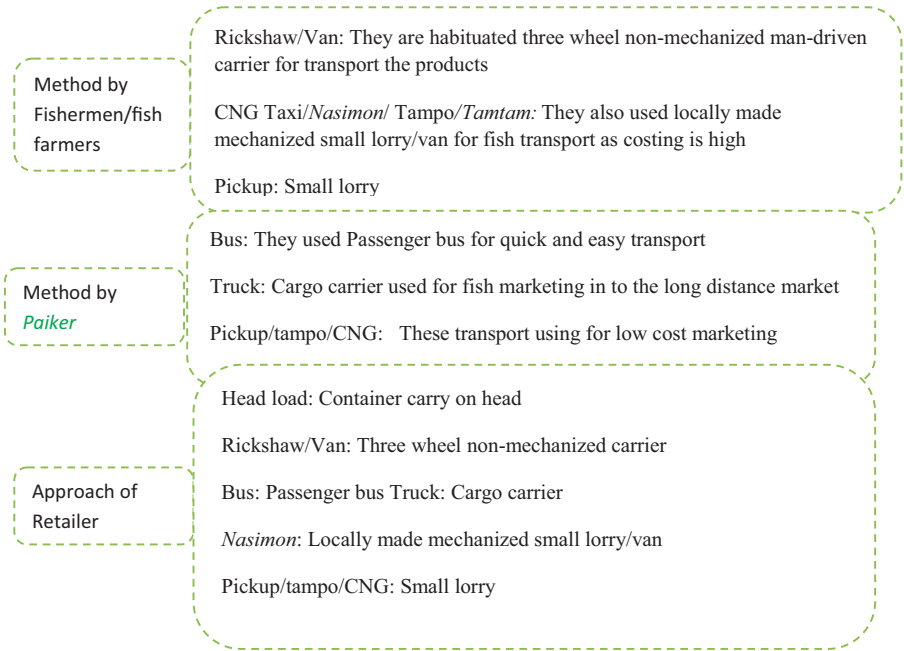 Method by
Fishermen/fish
farmers
Rickshaw/Van: They are habituated three wheel non-mechanized man-driven
carrier for transport the products
CNG Taxi/Nasimon/ Tampo/Tamtam: They also used locally made
mechanized small lorry/van for fish transport as costing is high
Pickup: Small lorry
Method by
Paiker
Bus: They used Passenger bus for quick and easy transport
Truck: Cargo carrier used for fish marketing in to the long distance market
Pickup/tampo/CNG: These transport using for low cost marketing
Approach of
Retailer
Head load: Container carry on head
Rickshaw/Van: Three wheel non-mechanized carrier
Bus: Passenger bus Truck: Cargo carrier
Nasimon: Locally made mechanized small lorry/van
Pickup/tampo/CNG: Small lorry